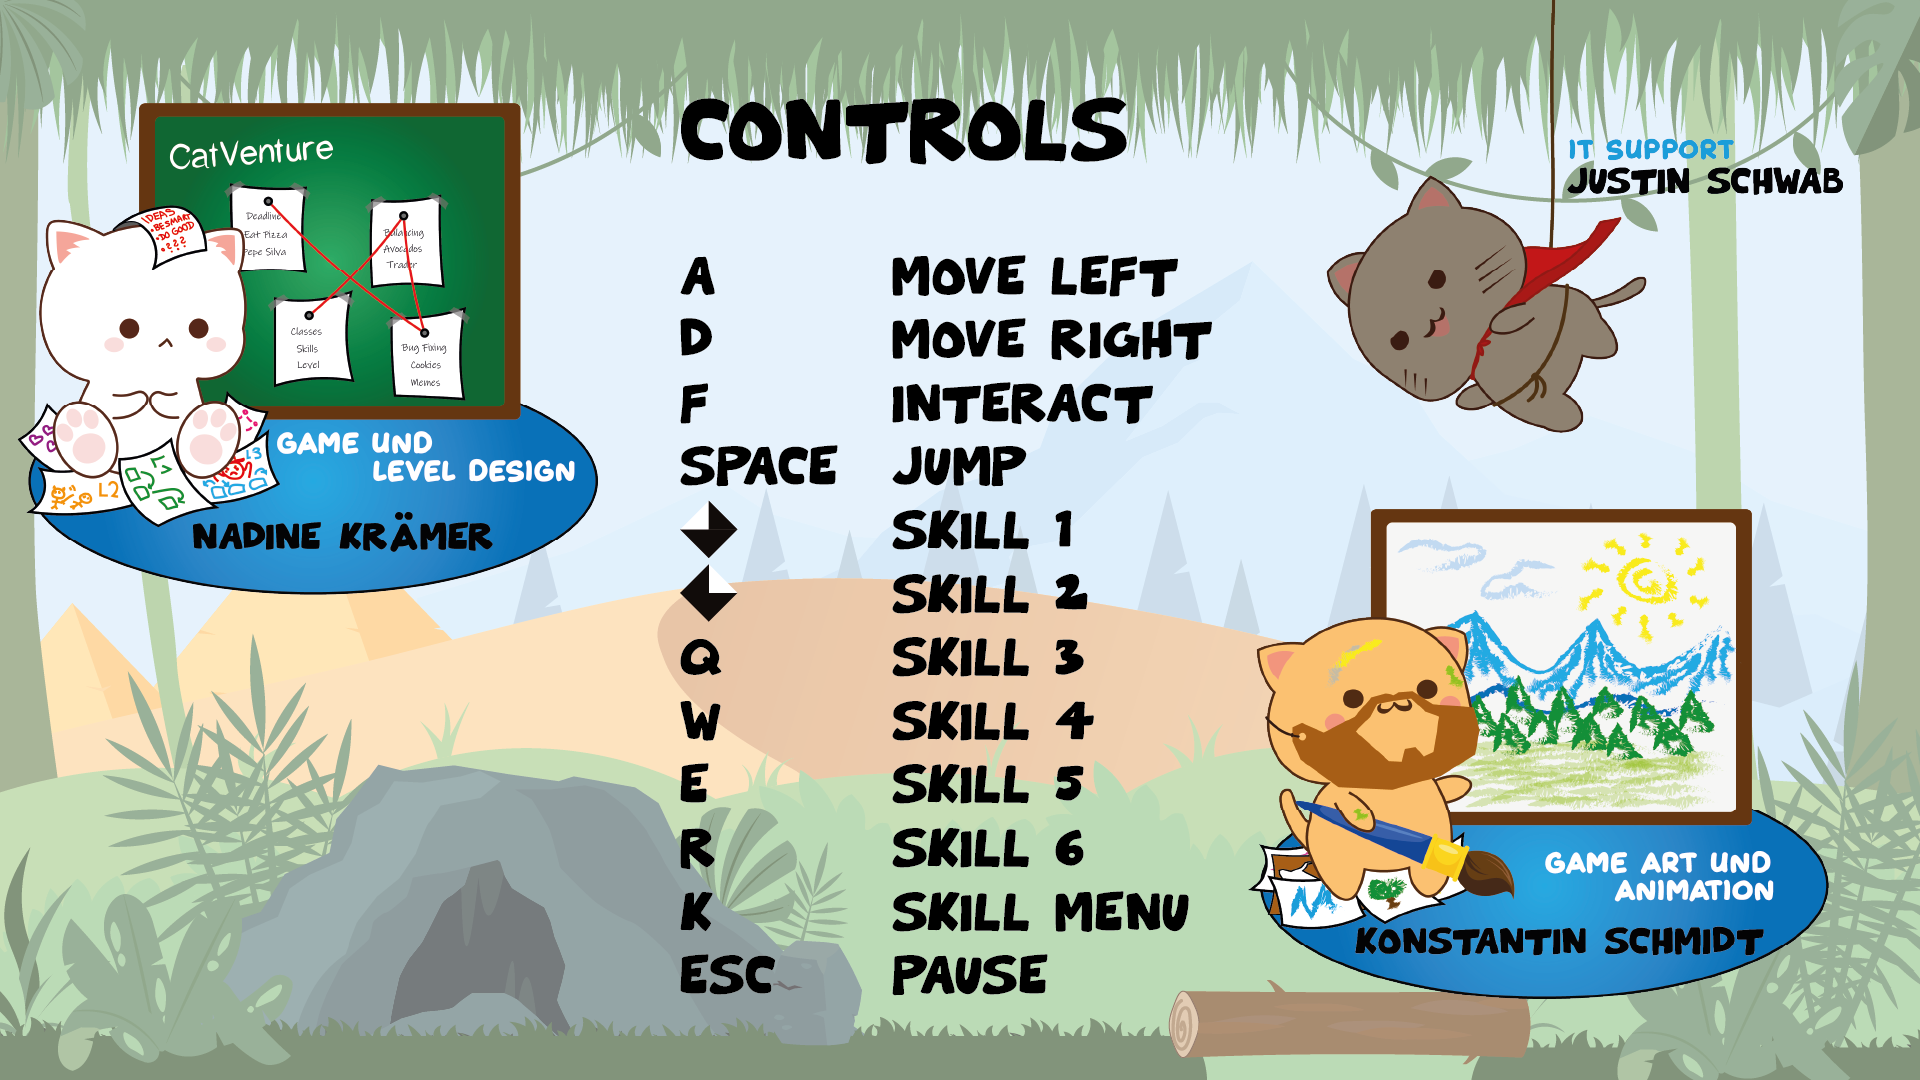 CONTROLS
A MOVE LEFT
D MOVE RIGHT
F INTERACT
SPACE JUMP
SKILL 1
SKILL 2
Q SKILL 3
W SKILL 4
E SKILL 5
R SKILL 6
K SKILL MENU
ESC PAUSE
CatVenture
IDEAS
• BE SMART
• DO GOOD
• ???
Deadline
Eat Pizza
Pepe Silva
Balancing
Avocados
Trader
Classes
Skills
Level
Bug Fixing
Cookies
Memes
L2
L3
GAME UND
LEVEL DESIGN
NADINE KRÄMER
IT SUPPORT
JUSTIN SCHWAB
GAME ART UND
ANIMATION
KONSTANTIN SCHMIDT